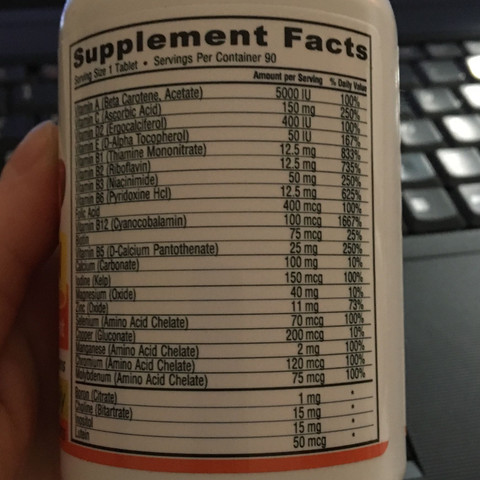 Supplement Facts
Serving Size 1 Tablet • Servings Per Container 90
Amount per Serving % Daily Value
Vitamin A (Beta Carotene, Acetate) 5000 IU 100%
Vitamin C (Ascorbic Acid) 150 mg 250%
Vitamin D2 (Ergocalciferol) 400 IU 100%
Vitamin E (D-Alpha Tocopherol) 50 IU 167%
Vitamin B1 (Thiamine Mononitrate) 12.5 mg 833%
Vitamin B2 (Riboflavin) 12.5 mg 735%
Vitamin B3 (Niacinimide) 50 mg 250%
Vitamin B6 (Pyridoxine Hcl) 12.5 mg 625%
Folic Acid 400 mcg 100%
Vitamin B12 (Cyanocobalamin) 100 mcg 1667%
Biotin 75 mcg 25%
Vitamin B5 (D-Calcium Pantothenate) 25 mg 250%
Calcium (Carbonate) 100 mg 10%
Iodine (Kelp) 150 mcg 100%
Magnesium (Oxide) 40 mg 10%
Zinc (Oxide) 11 mg 73%
Selenium (Amino Acid Chelate) 70 mcg 100%
Copper (Gluconate) 200 mcg 10%
Manganese (Amino Acid Chelate) 2 mg 100%
Chromium (Amino Acid Chelate) 120 mcg 100%
Molybdenum (Amino Acid Chelate) 75 mcg 100%
Boron (Citrate) 1 mg *
Choline (Bitartrate) 15 mg *
Inositol 15 mg *
Lutein 50 mcg *